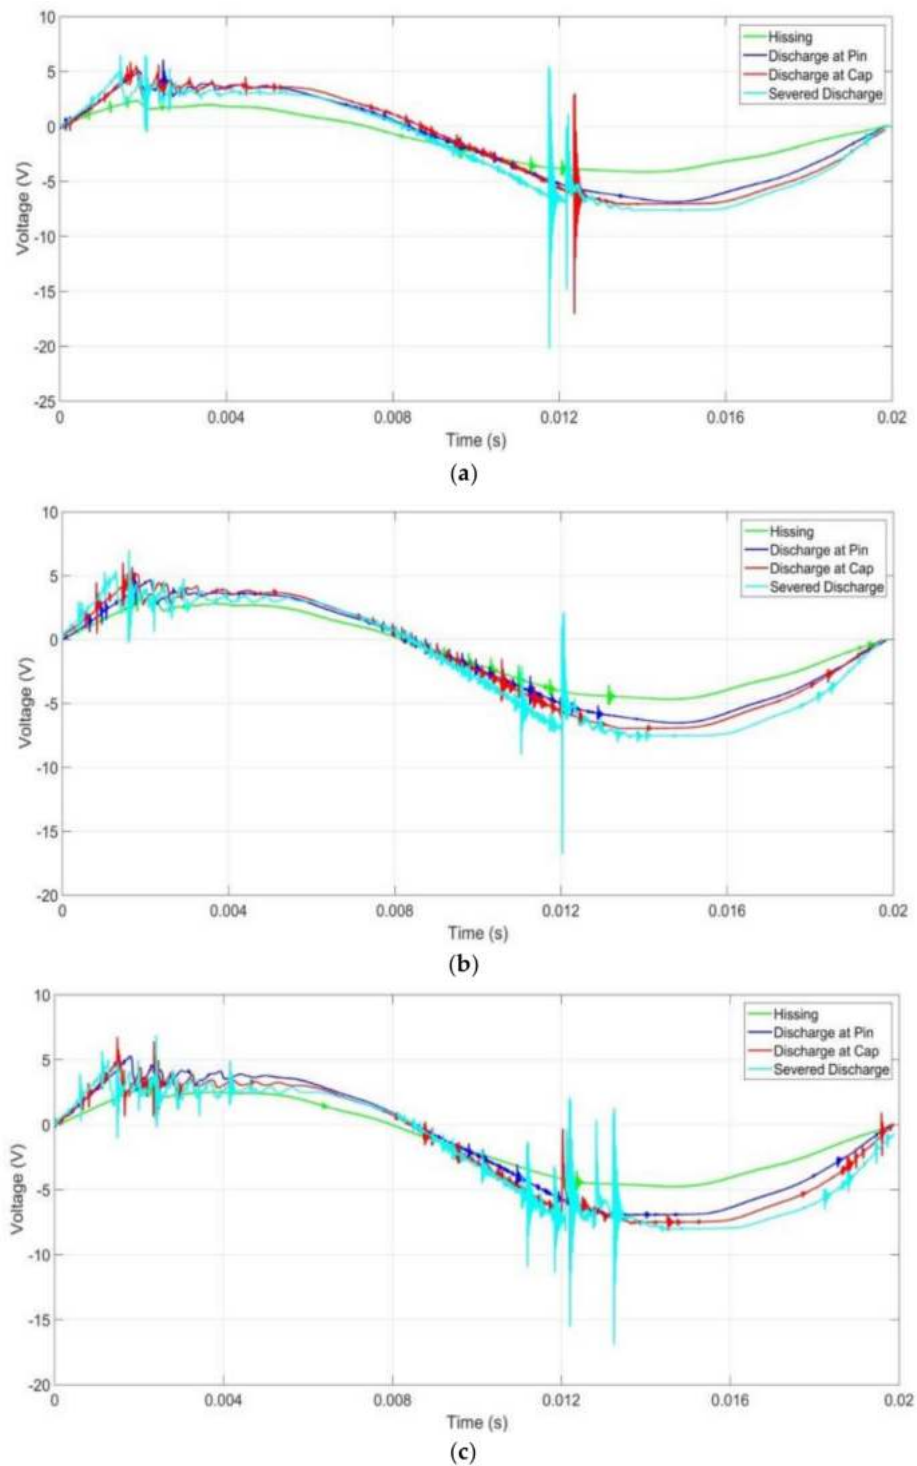 10
5
0
-5
-10
-15
-20
-25
Voltage (V)
Hissing
Discharge at Pin
Discharge at Cap
Severed Discharge
0 0.004 0.008 0.012 0.016 0.02
Time (s)
(a)
10
5
0
-5
-10
-15
-20
Voltage (V)
Hissing
Discharge at Pin
Discharge at Cap
Severed Discharge
0 0.004 0.008 0.012 0.016 0.02
Time (s)
(b)
10
5
0
-5
-10
-15
-20
Voltage (V)
Hissing
Discharge at Pin
Discharge at Cap
Severed Discharge
0 0.004 0.008 0.012 0.016 0.02
Time (s)
(c)